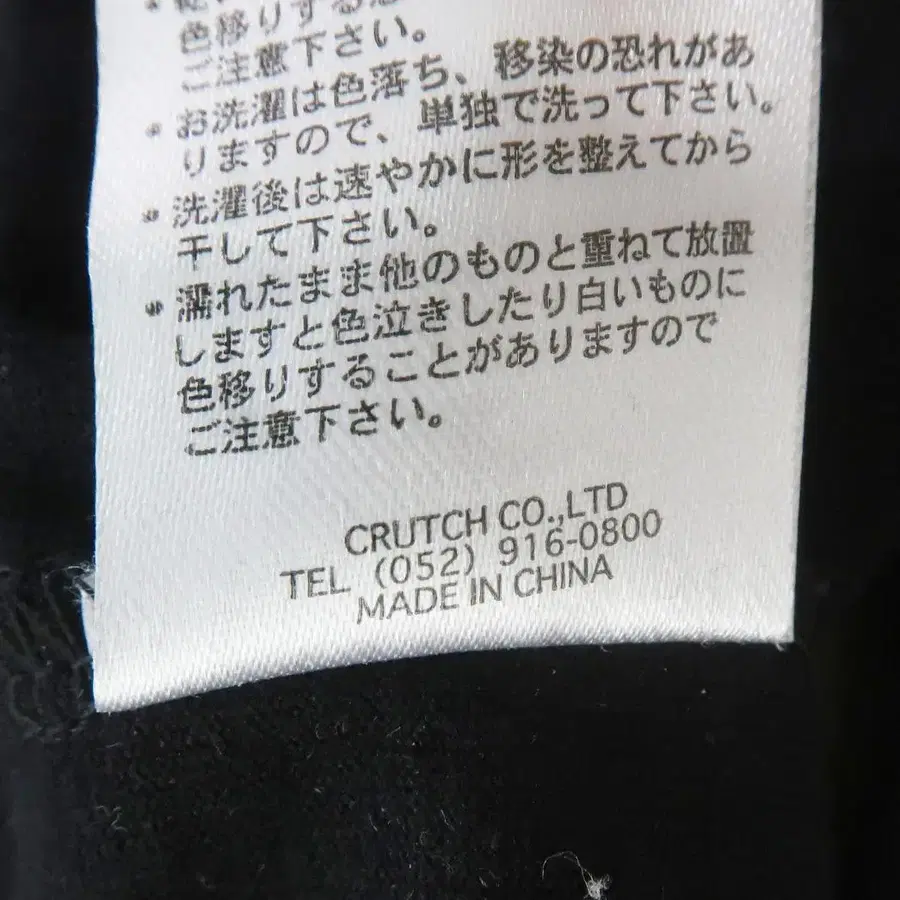 色移りする恐
ご注意下さい。
• お洗濯は色落ち、移染の恐れがあ
りますので、単独で洗って下さい。
• 洗濯後は速やかに形を整えてから
干して下さい。
• 濡れたまま他のものと重ねて放置
しますと色泣きしたり白いものに
色移りすることがありますので
ご注意下さい。
CRUTCH CO.,LTD
TEL (052) 916-0800
MADE IN CHINA